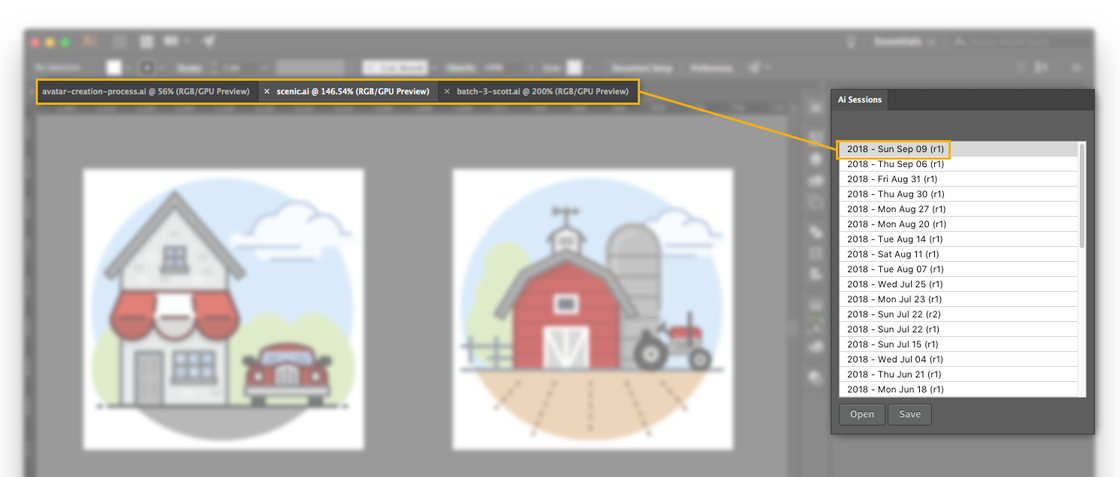 Essentials
Document Setup
Preferences
avatar-creation-process.ai @ 56% (RGB/GPU Preview)
× scenic.ai @ 146.54% (RGB/GPU Preview)
× batch-3-scott.ai @ 200% (RGB/GPU Preview)
Ai Sessions
2018 - Sun Sep 09 (r1)
2018 - Thu Sep 06 (r1)
2018 - Fri Aug 31 (r1)
2018 - Thu Aug 30 (r1)
2018 - Mon Aug 27 (r1)
2018 - Mon Aug 20 (r1)
2018 - Tue Aug 14 (r1)
2018 - Sat Aug 11 (r1)
2018 - Tue Aug 07 (r1)
2018 - Wed Jul 25 (r1)
2018 - Mon Jul 23 (r1)
2018 - Sun Jul 22 (r2)
2018 - Sun Jul 22 (r1)
2018 - Sun Jul 15 (r1)
2018 - Wed Jul 04 (r1)
2018 - Thu Jun 21 (r1)
2018 - Mon Jun 18 (r1)
Open
Save